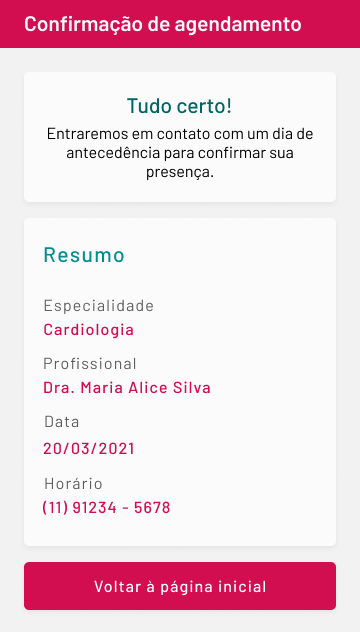 Confirmação de agendamento
Tudo certo!
Entraremos em contato com um dia de
antecedência para confirmar sua
presença.
Resumo
Especialidade
Cardiologia
Profissional
Dra. Maria Alice Silva
Data
20/03/2021
Horário
(11) 91234 - 5678
Voltar à página inicial